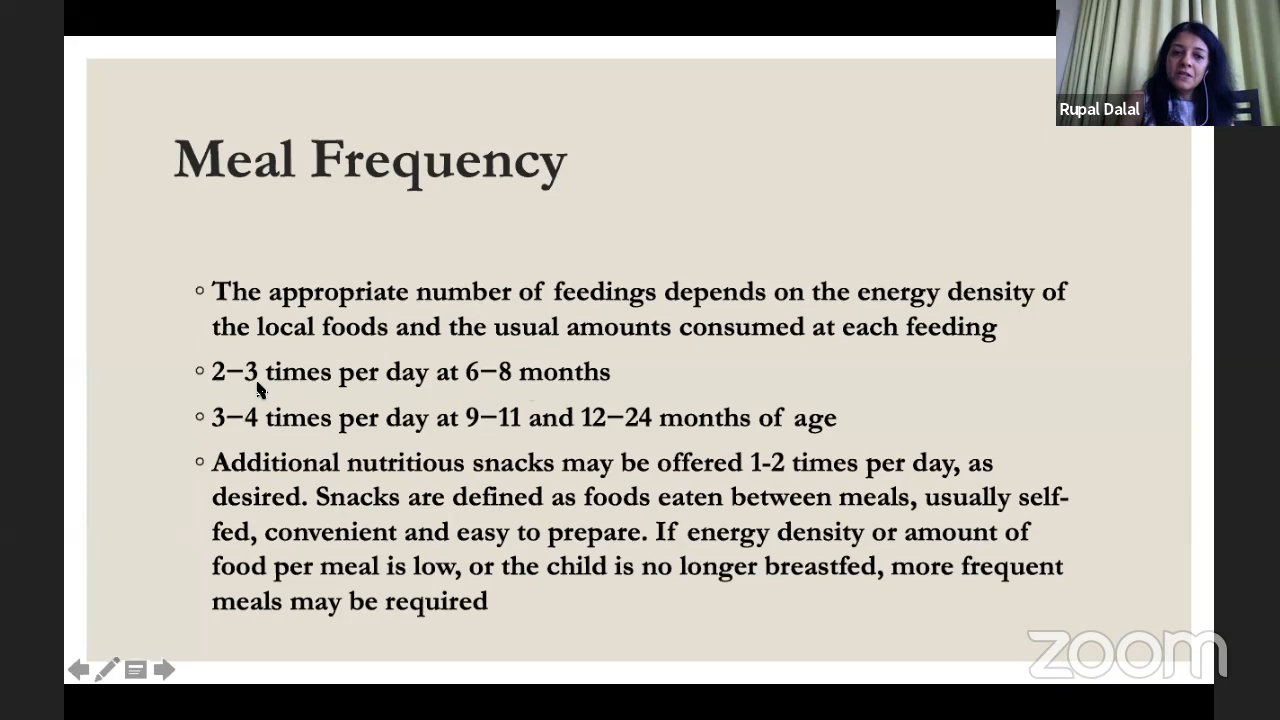 Rupal Dalal
Meal Frequency
The appropriate number of feedings depends on the energy density of
the local foods and the usual amounts consumed at each feeding
2–3 times per day at 6–8 months
3–4 times per day at 9–11 and 12–24 months of age
Additional nutritious snacks may be offered 1-2 times per day, as
desired. Snacks are defined as foods eaten between meals, usually self-
fed, convenient and easy to prepare. If energy density or amount of
food per meal is low, or the child is no longer breastfed, more frequent
meals may be required
zoom